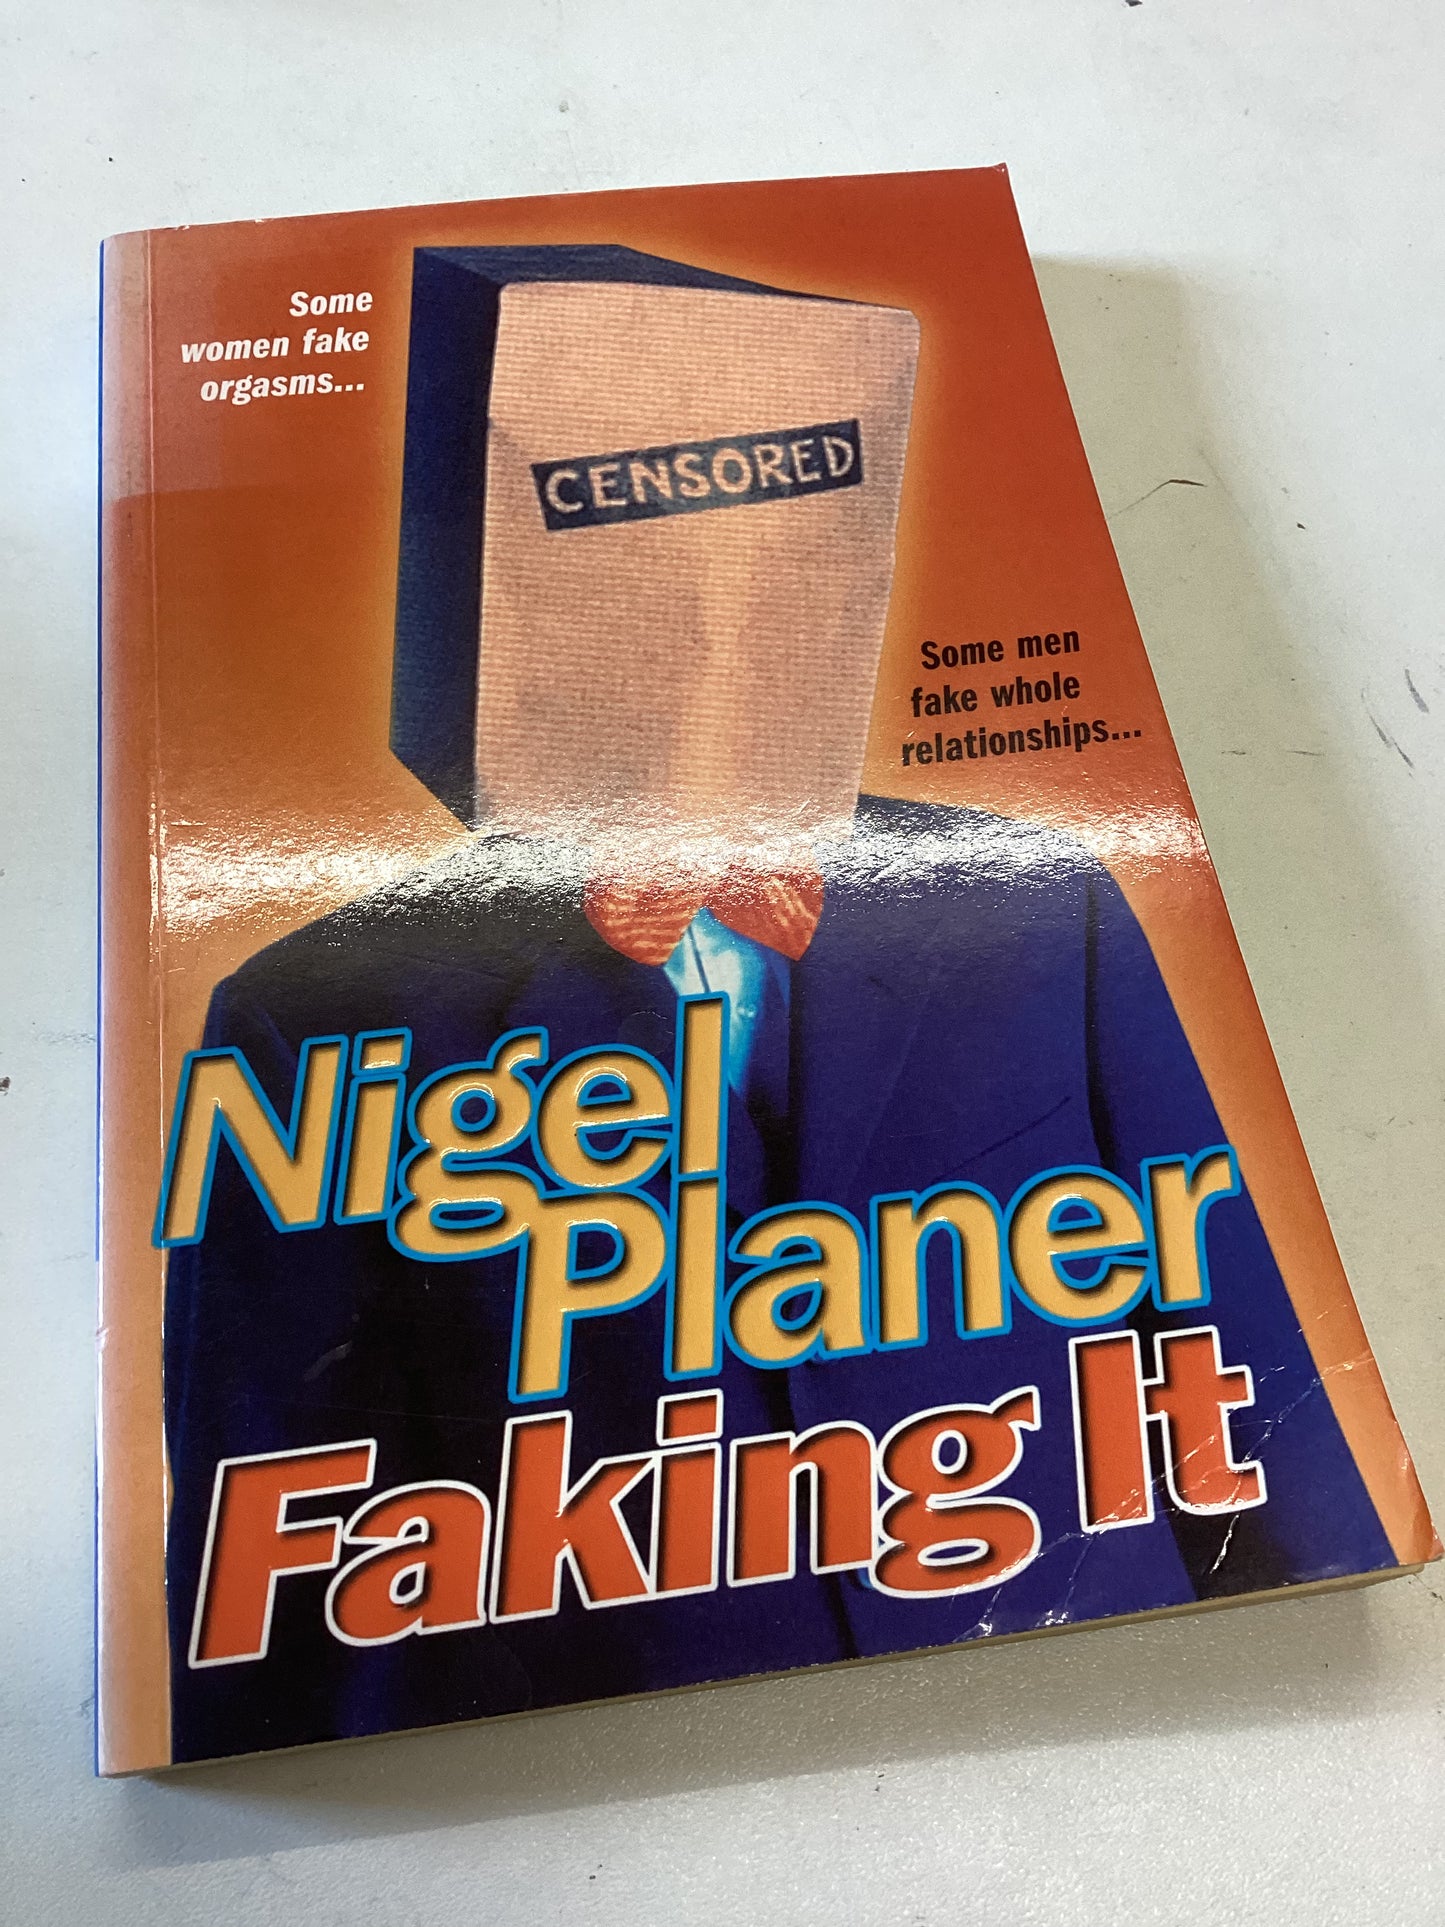 Some
women fake
orgasms...
CENSORED
Some men
fake whole
relationships...
Nigel
Planer
Faking It